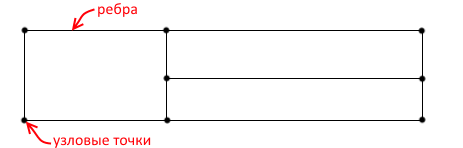 ребра
узловые точки